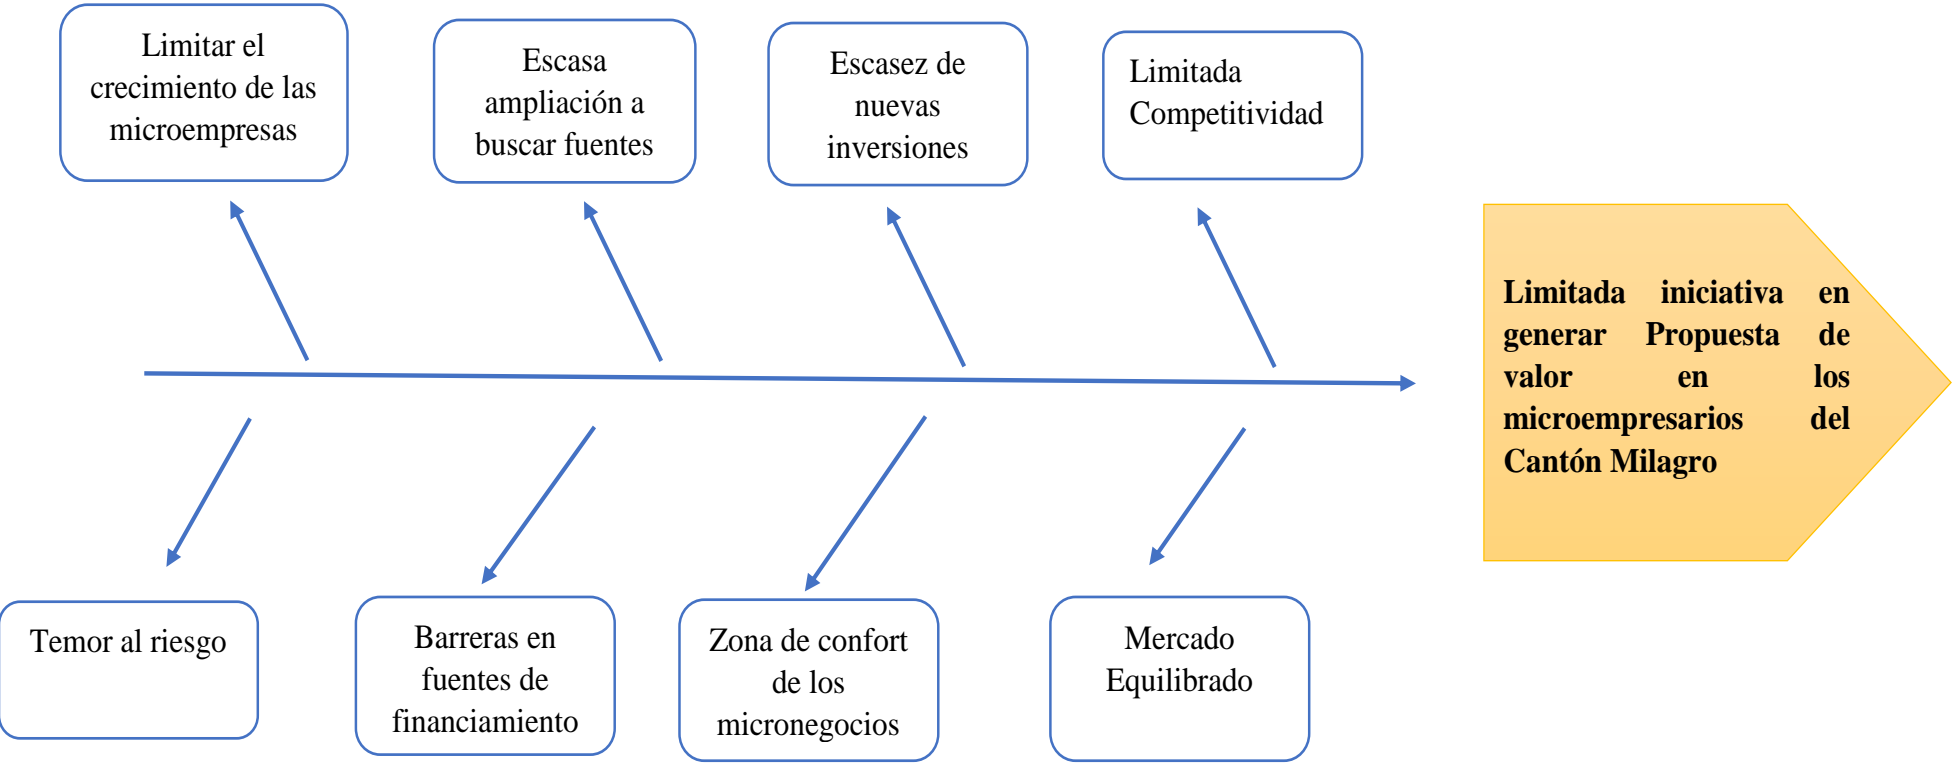 Limitar el
crecimiento de las
microempresas
Escasa
ampliación a
buscar fuentes
Escasez de
nuevas
inversiones
Limitada
Competitividad
Limitada iniciativa en
generar Propuesta de
valor en los
microempresarios del
Cantón Milagro
Temor al riesgo
Barreras en
fuentes de
financiamiento
Zona de confort
de los
micronegocios
Mercado
Equilibrado